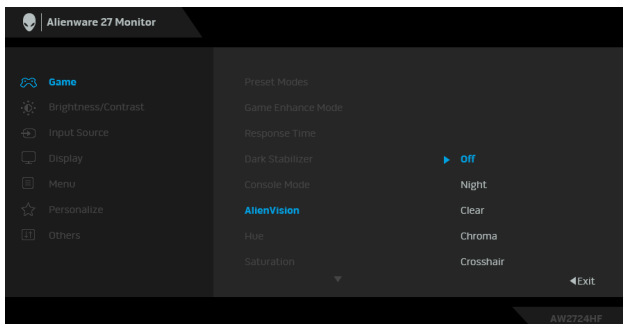 Alienware 27 Monitor
Game
Brightness/Contrast
Input Source
Display
Menu
Personalize
Others
Preset Modes
Game Enhance Mode
Response Time
Dark Stabilizer
Console Mode
AlienVision
Hue
Saturation
Off
Night
Clear
Chroma
Crosshair
Exit
AW2724HF